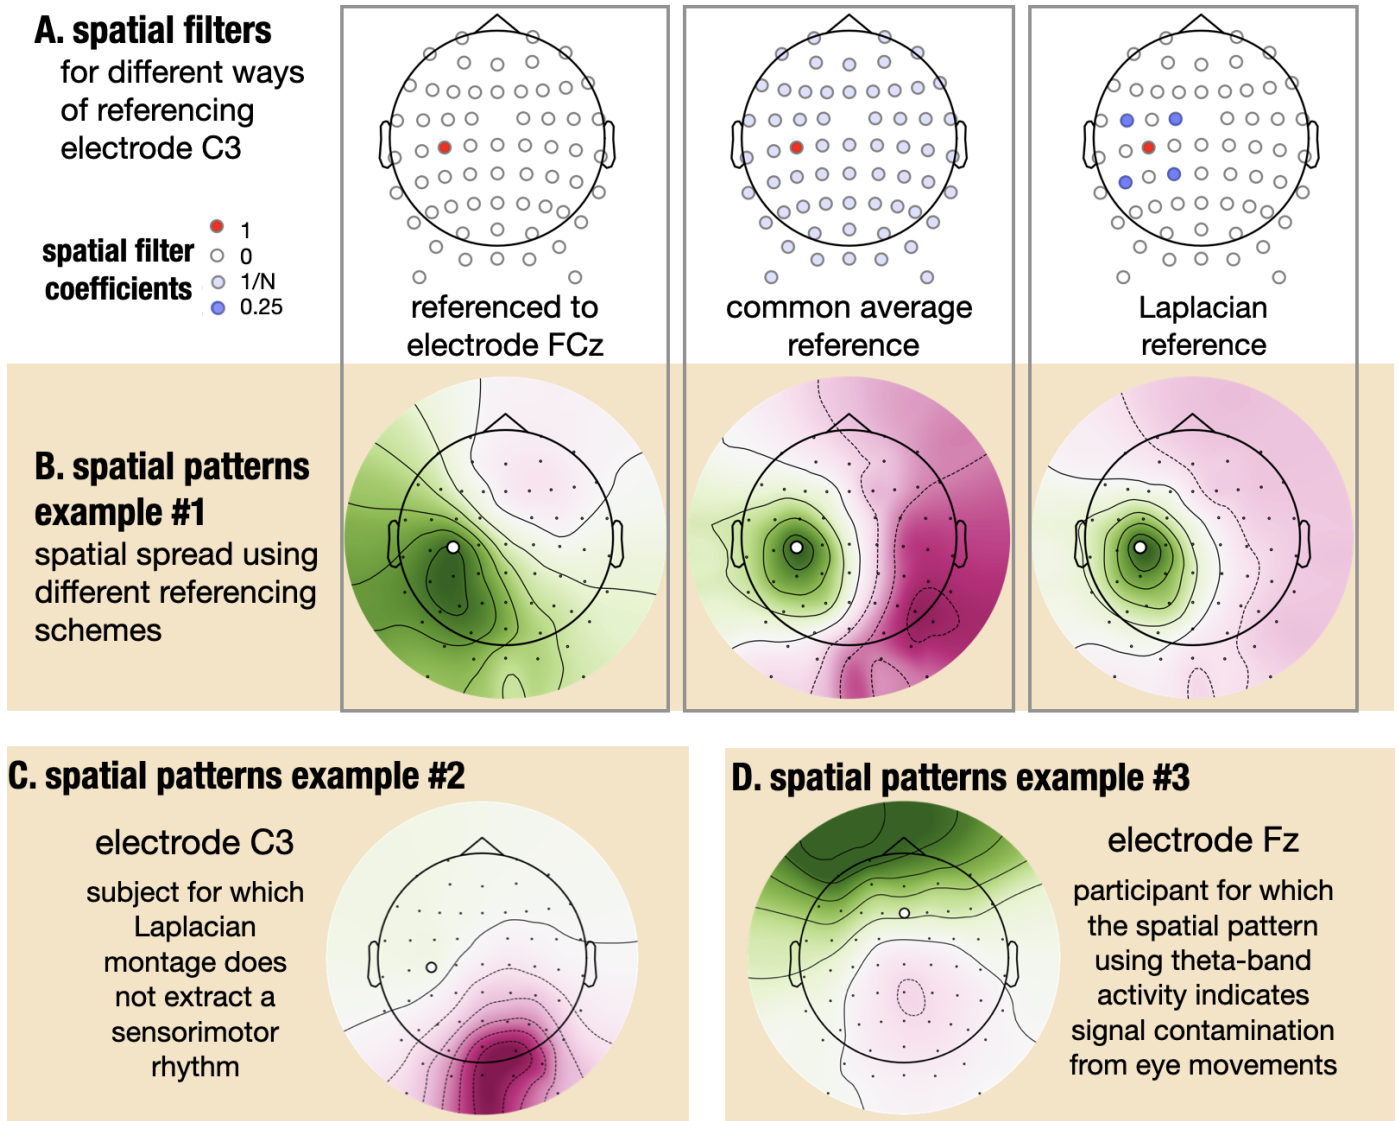 A. spatial filters
for different ways
of referencing
electrode C3
spatial filter
coefficients
1
0
1/N
0.25
referenced to
electrode FCz
common average
reference
Laplacian
reference
B. spatial patterns
example #1
spatial spread using
different referencing
schemes
C. spatial patterns example #2
electrode C3
subject for which
Laplacian
montage does
not extract a
sensorimotor
rhythm
D. spatial patterns example #3
electrode Fz
participant for which
the spatial pattern
using theta-band
activity indicates
signal contamination
from eye movements